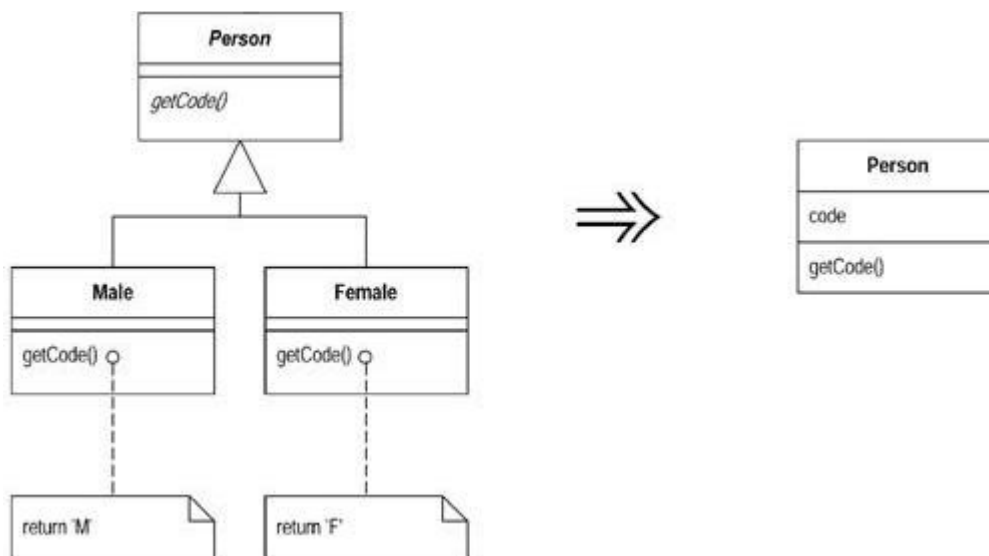 Person
getCode()
Person
code
getCode()
Male
Female
getCode()
getCode()
return 'M'
return 'F'